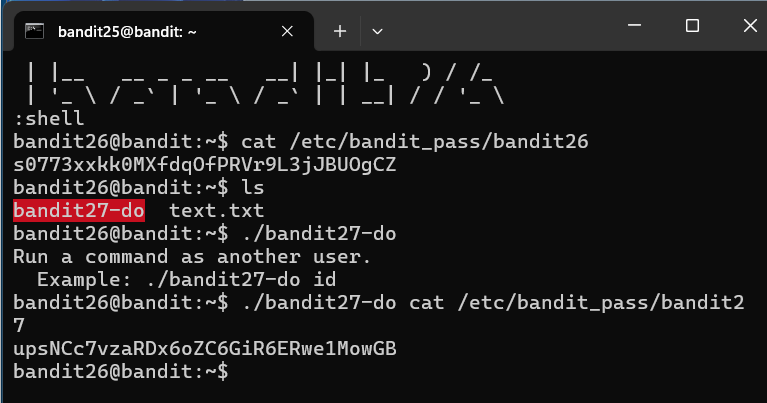 bandit25@bandit: ~
| |__   __ _ _ __   __| |_| |_   ) / /_
| '_ \ / _` | '_ \ / _` | | __| / / '_ \
:shell
bandit26@bandit:~$ cat /etc/bandit_pass/bandit26
s0773xxkk0MXfdqOfPRVr9L3jJBUOgCZ
bandit26@bandit:~$ ls
bandit27-do  text.txt
bandit26@bandit:~$ ./bandit27-do
Run a command as another user.
  Example: ./bandit27-do id
bandit26@bandit:~$ ./bandit27-do cat /etc/bandit_pass/bandit2
7
upsNCc7vzaRDx6oZC6GiR6ERwe1MowGB
bandit26@bandit:~$